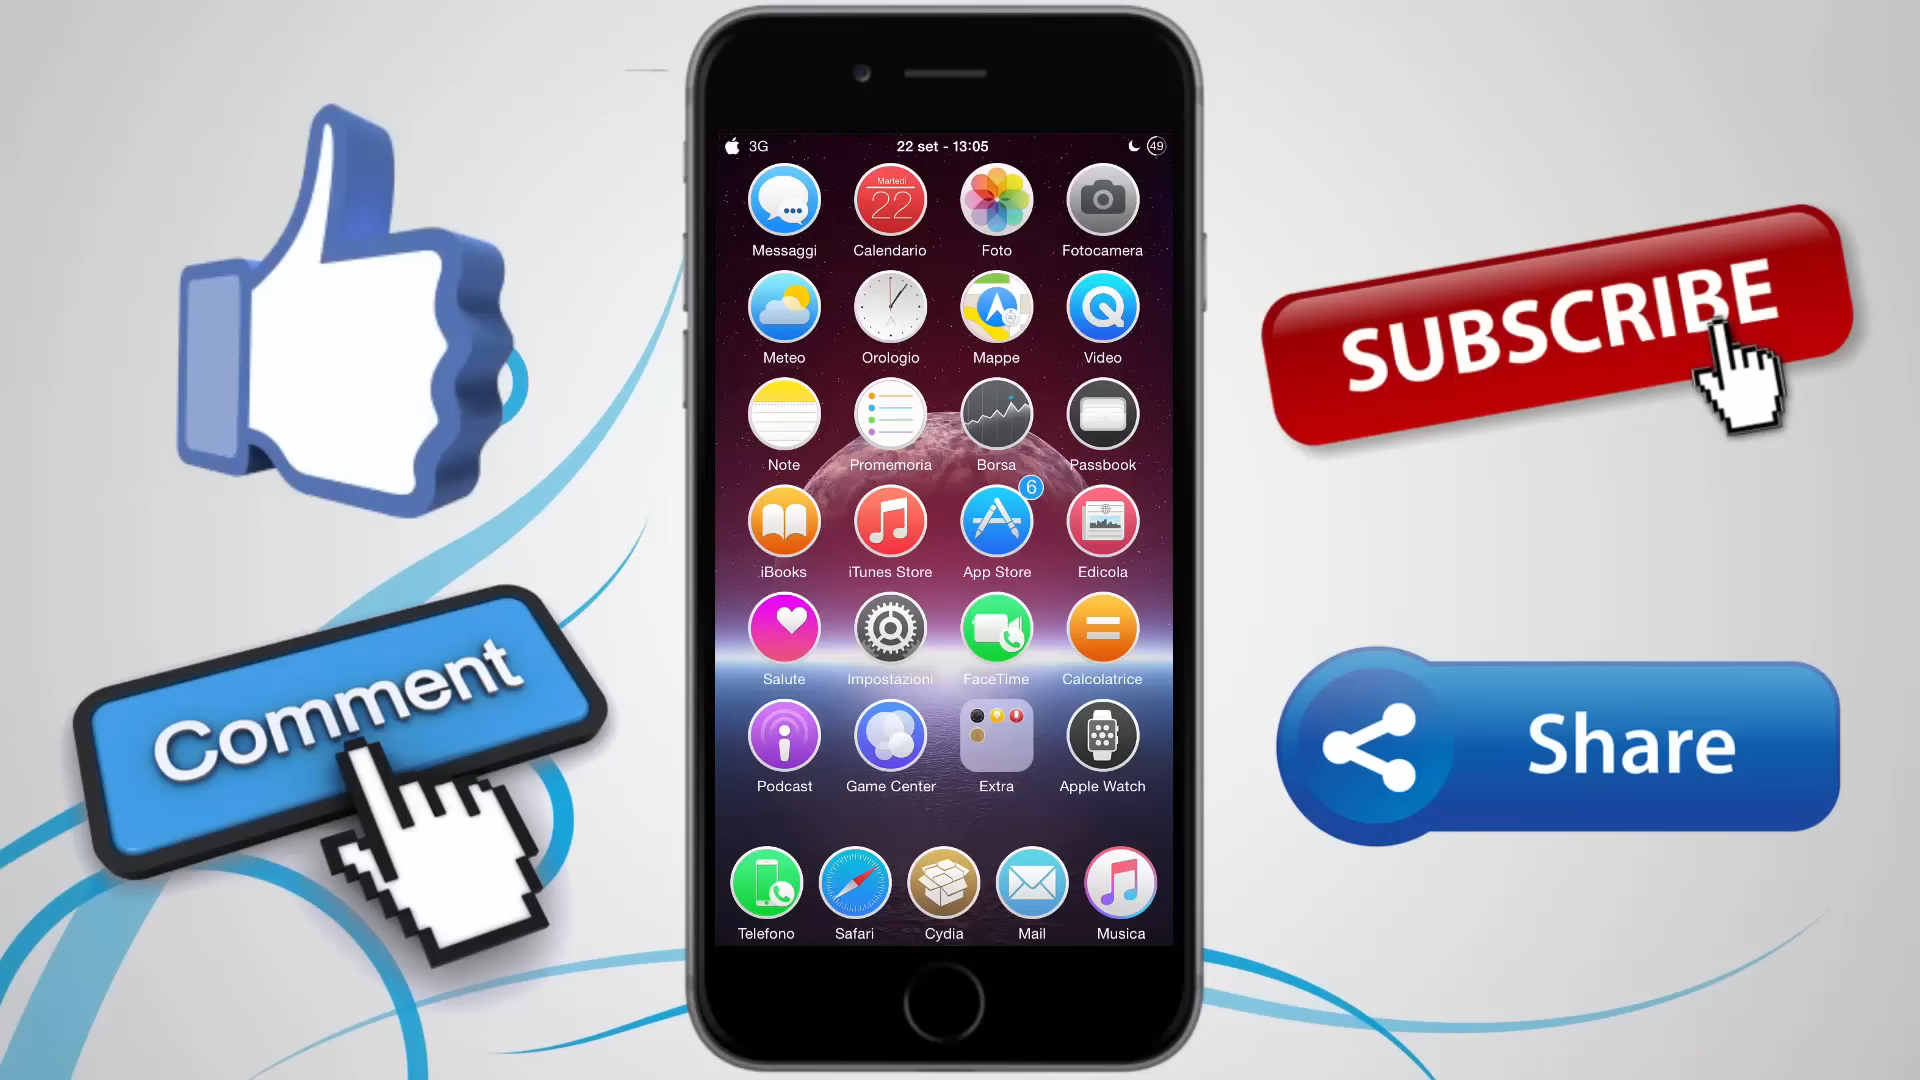 3G 22 set - 13:05 49
Martedì
22
Messaggi Calendario Foto Fotocamera
Meteo Orologio Mappe Video
Note Promemoria Borsa Passbook
6
iBooks iTunes Store App Store Edicola
Salute Impostazioni FaceTime Calcolatrice
Podcast Game Center Extra Apple Watch
Telefono Safari Cydia Mail Musica
SUBSCRIBE
Comment
Share